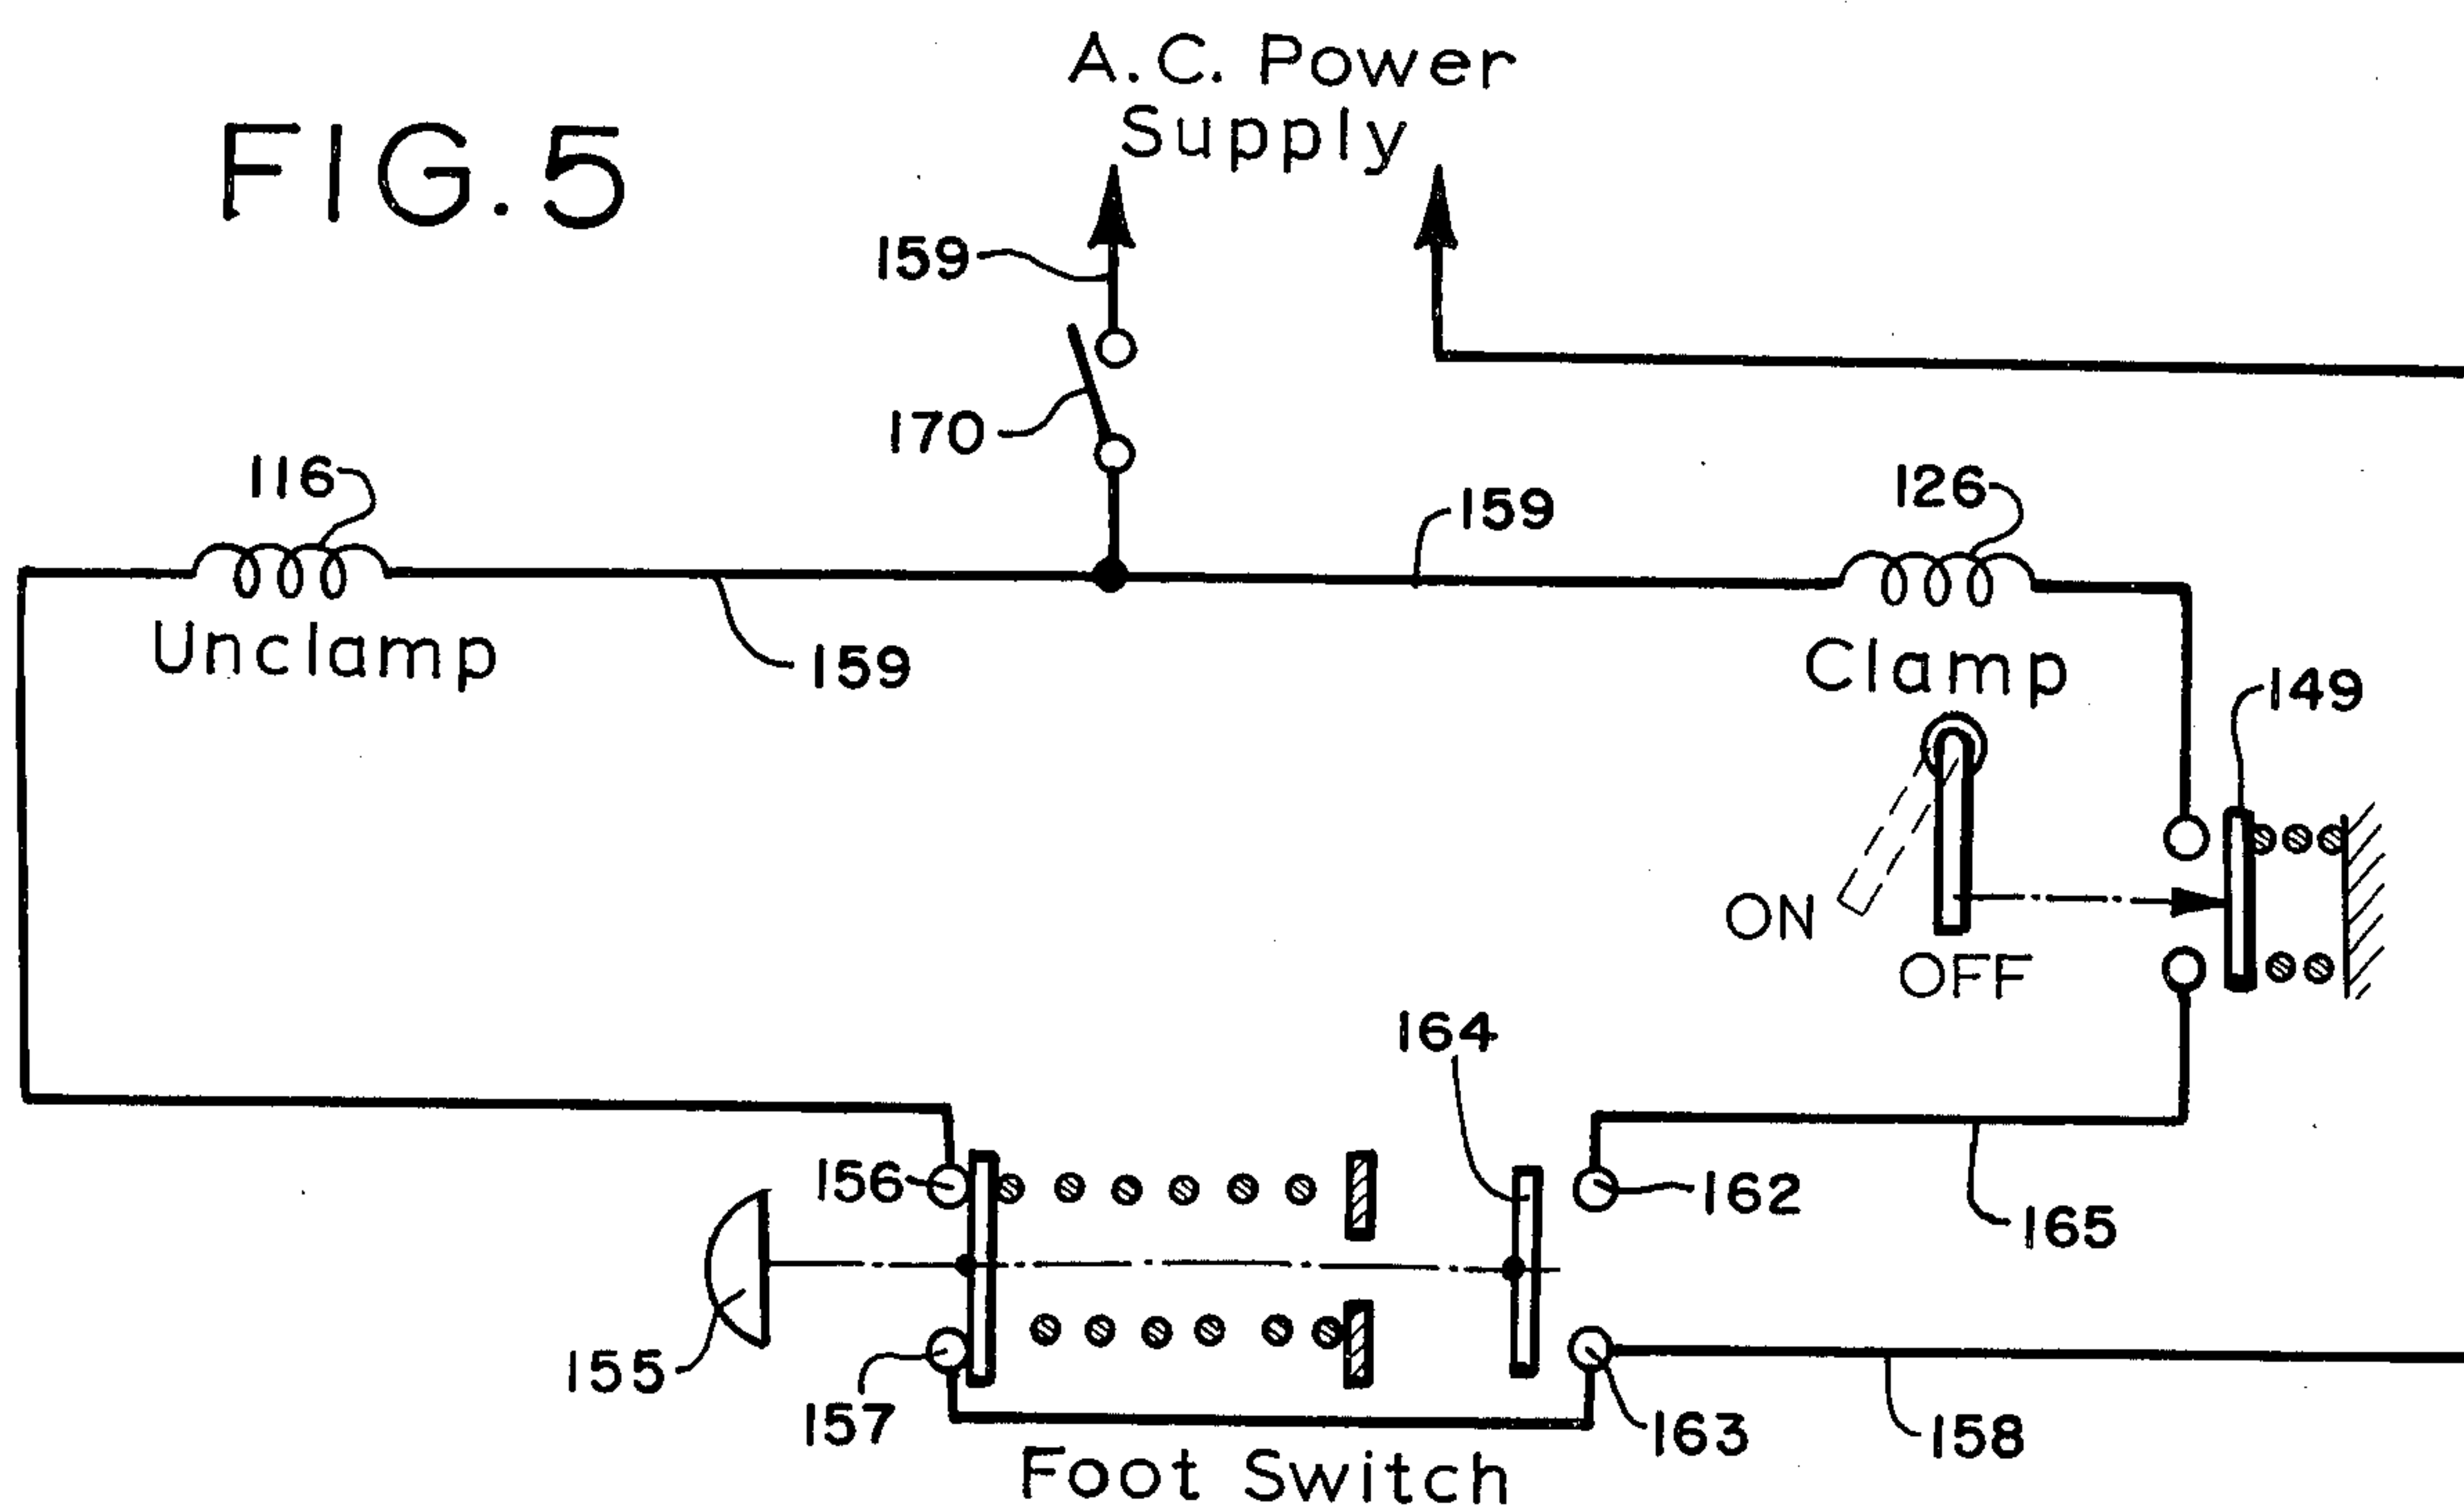 A.C. Power
Supply
FIG.5
159
170
116
159
126
159
Unclamp
Clamp
149
ON
OFF
164
156
162
165
155
157
163
158
Foot Switch